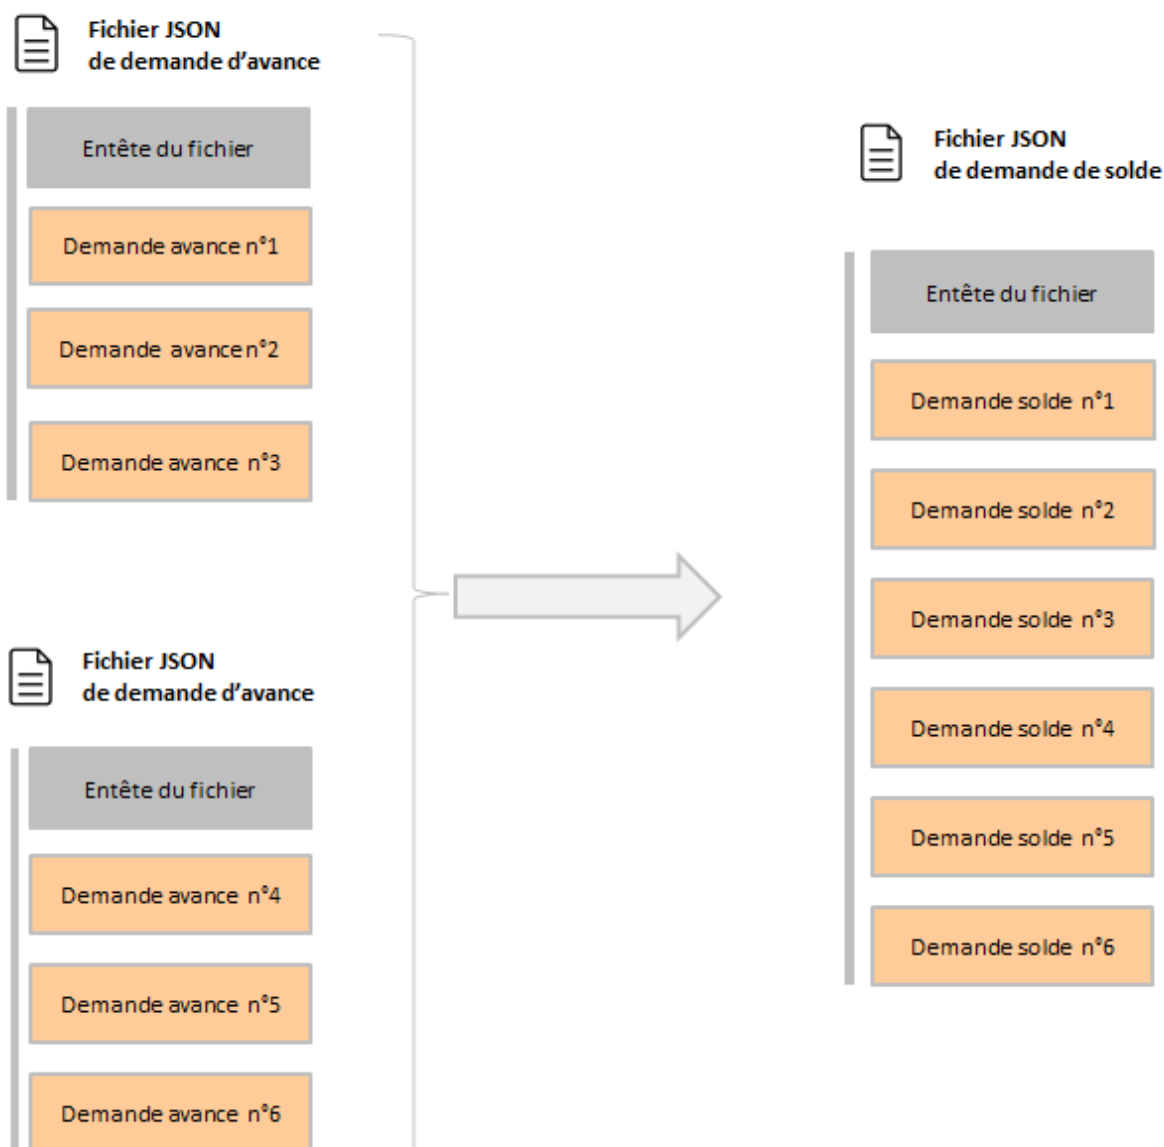 Fichier JSON
de demande d'avance
Entête du fichier
Demande avance n°1
Demande avance n°2
Demande avance n°3
Fichier JSON
de demande d'avance
Entête du fichier
Demande avance n°4
Demande avance n°5
Demande avance n°6
Fichier JSON
de demande de solde
Entête du fichier
Demande solde n°1
Demande solde n°2
Demande solde n°3
Demande solde n°4
Demande solde n°5
Demande solde n°6